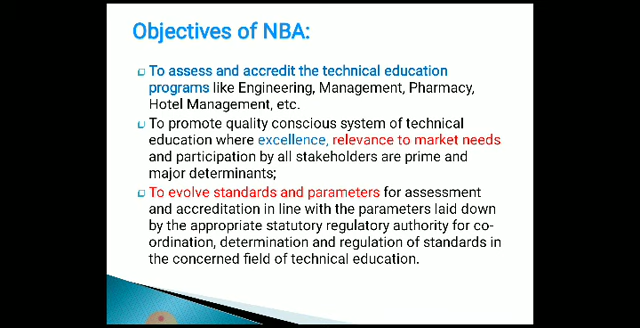 Objectives of NBA:
To assess and accredit the technical education
programs like Engineering, Management, Pharmacy,
Hotel Management, etc.
To promote quality conscious system of technical
education where excellence, relevance to market needs
and participation by all stakeholders are prime and
major determinants;
To evolve standards and parameters for assessment
and accreditation in line with the parameters laid down
by the appropriate statutory regulatory authority for co-
ordination, determination and regulation of standards in
the concerned field of technical education.